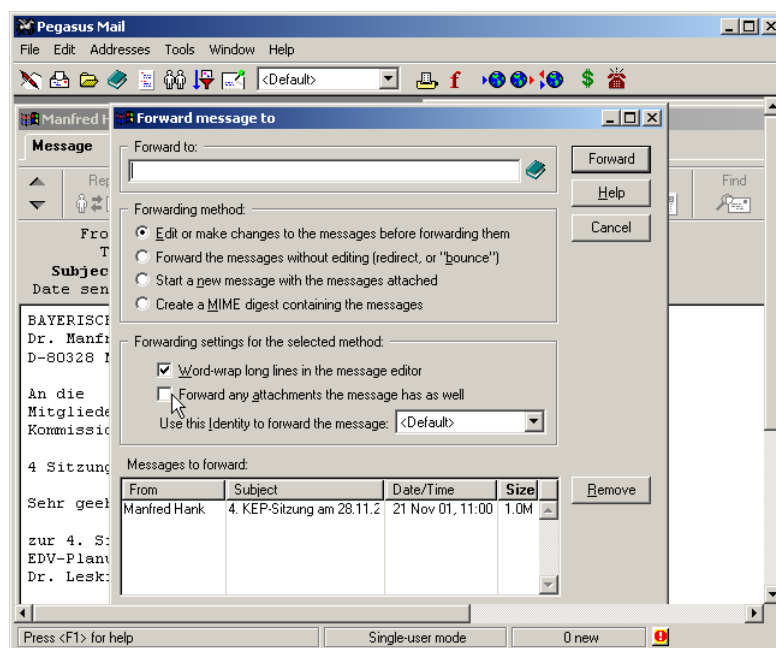 Pegasus Mail
File Edit Addresses Tools Window Help
<Default>
Manfred H
Forward message to
Message
Forward to:
Forward
Help
Cancel
Find
Forwarding method:
Edit or make changes to the messages before forwarding them
Forward the messages without editing (redirect, or "bounce")
Start a new message with the messages attached
Create a MIME digest containing the messages
Fro
T
Subjec
Date sen
Forwarding settings for the selected method:
Word-wrap long lines in the message editor
Forward any attachments the message has as well
Use this Identity to forward the message: <Default>
BAYERISCH
Dr. Manfr
D-80328 M
An die
Mitgliede
Kommissio
4 Sitzung
Sehr geeh
zur 4. Si
EDV-Planu
Dr. Leski
Messages to forward:
From Subject Date/Time Size
Manfred Hank 4. KEP-Sitzung am 28.11.2 21 Nov 01, 11:00 1.0M
Remove
Press <F1> for help Single-user mode 0 new